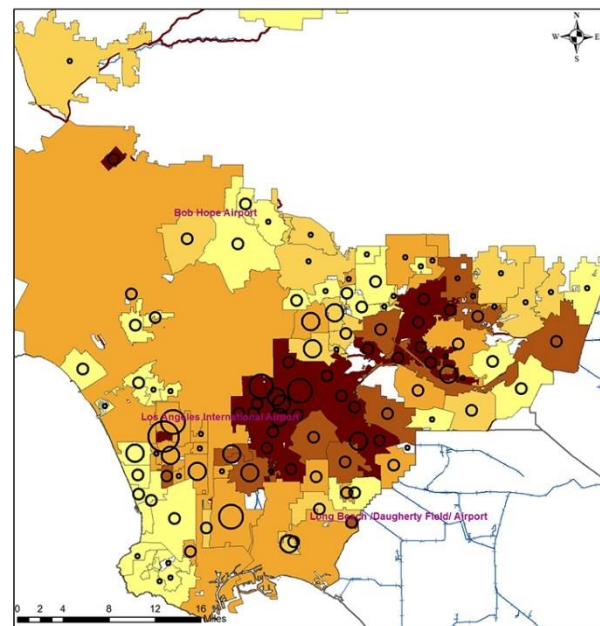 N
W E
S
Bob Hope Airport
Los Angeles International Airport
Long Beach /Daugherty Field/ Airport
0 2 4 8 12 16
Miles